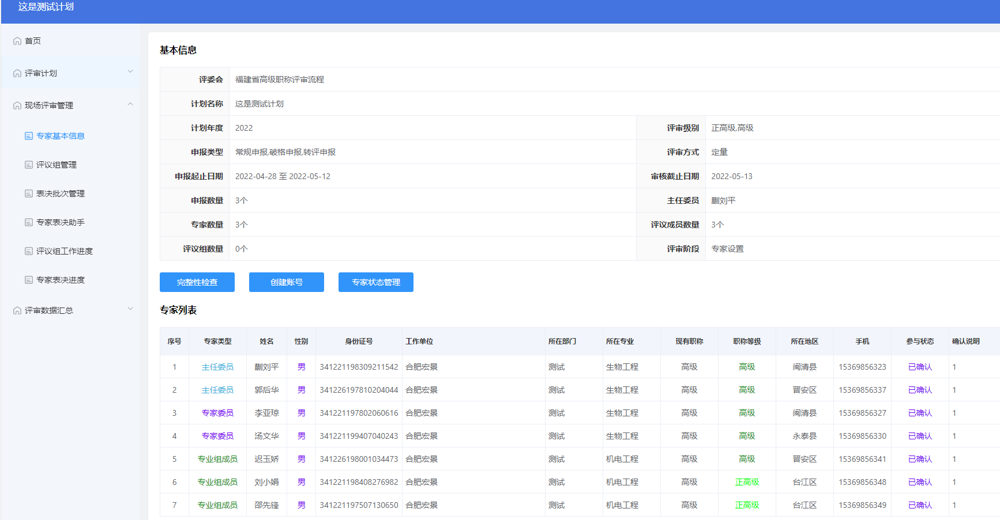 这是测试计划
首页
评审计划
现场评审管理
专家基本信息
评议组管理
表决批次管理
专家表决助手
评议组工作进度
专家表决进度
评审数据汇总
基本信息
评委会 福建省高级职称评审流程
计划名称 这是测试计划
计划年度 2022 评审级别 正高级,高级
申报类型 常规申报,破格申报,转评申报 评审方式 定量
申报起止日期 2022-04-28 至 2022-05-12 审核截止日期 2022-05-13
申报数量 3个 主任委员 蒯刘平
专家数量 3个 评议成员数量 3个
评议组数量 0个 评审阶段 专家设置
完整性检查 创建账号 专家状态管理
专家列表
序号 专家类型 姓名 性别 身份证号 工作单位 所在部门 所在专业 现有职称 职称等级 所在地区 手机 参与状态 确认说明
1 主任委员 蒯刘平 男 341221198309211542 合肥宏景 测试 生物工程 高级 高级 闽清县 15369856323 已确认 1
2 主任委员 郭后华 男 341226197810204044 合肥宏景 测试 生物工程 高级 高级 晋安区 15369856337 已确认 1
3 专家委员 李亚琼 男 341221197802060616 合肥宏景 测试 生物工程 高级 高级 闽清县 15369856327 已确认 1
4 专家委员 汤文华 男 341221199407040243 合肥宏景 测试 生物工程 高级 高级 永泰县 15369856330 已确认 1
5 专业组成员 迟玉娇 男 341226198001034473 合肥宏景 测试 机电工程 高级 高级 晋安区 15369856341 已确认 1
6 专业组成员 刘小娟 男 341221198408276982 合肥宏景 测试 机电工程 高级 正高级 台江区 15369856348 已确认 1
7 专业组成员 邵先锋 男 341221197507130650 合肥宏景 测试 机电工程 高级 正高级 台江区 15369856349 已确认 1